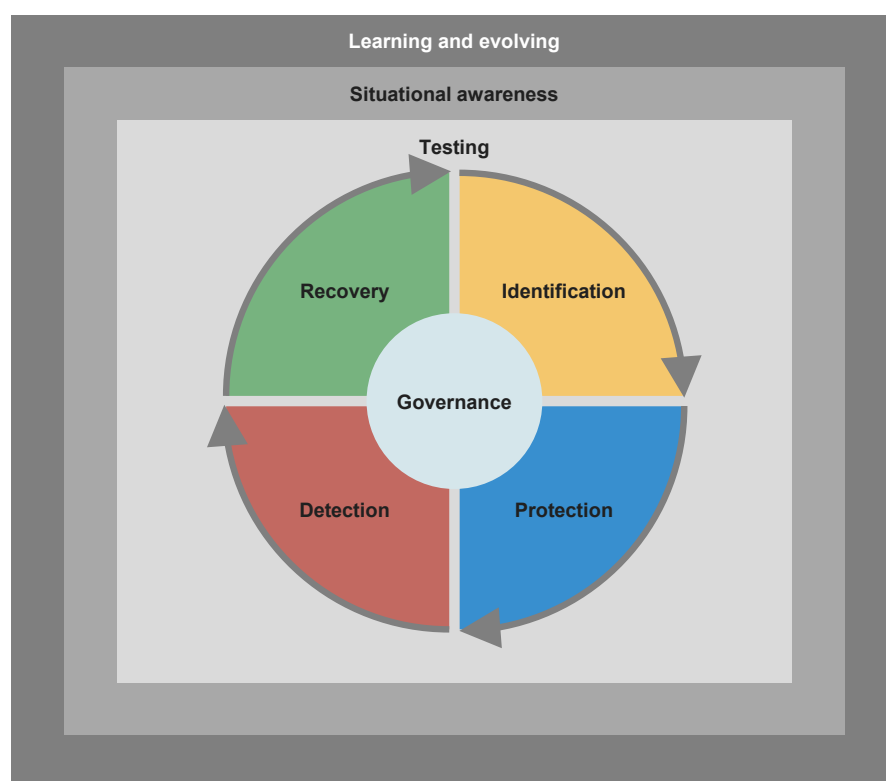 Learning and evolving
Situational awareness
Testing
Recovery
Identification
Governance
Detection
Protection